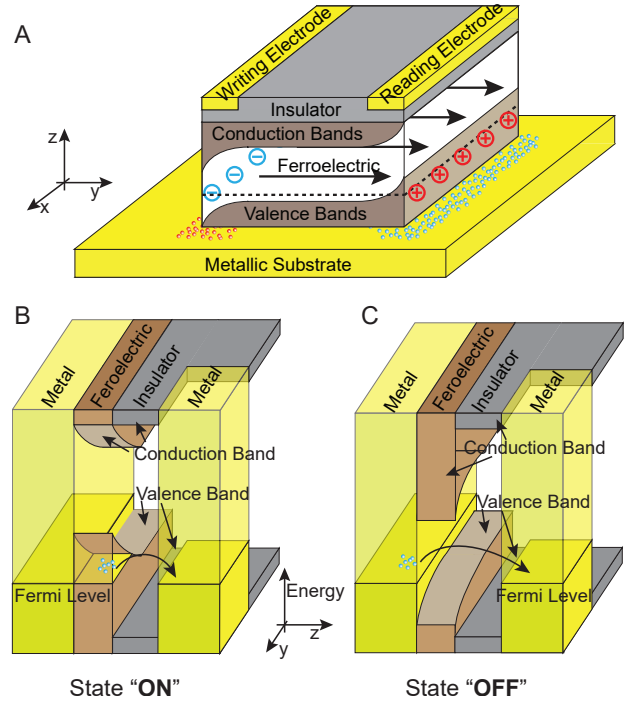 A
Writing Electrode
Reading Electrode
Insulator
Conduction Bands
Ferroelectric
Valence Bands
Metallic Substrate
z
y
x
B
Metal
Feroelectric
Insulator
Metal
Conduction Band
Valence Band
Fermi Level
State "ON"
Energy
z
y
C
Metal
Feroelectric
Insulator
Metal
Conduction Band
Valence Band
Fermi Level
State "OFF"